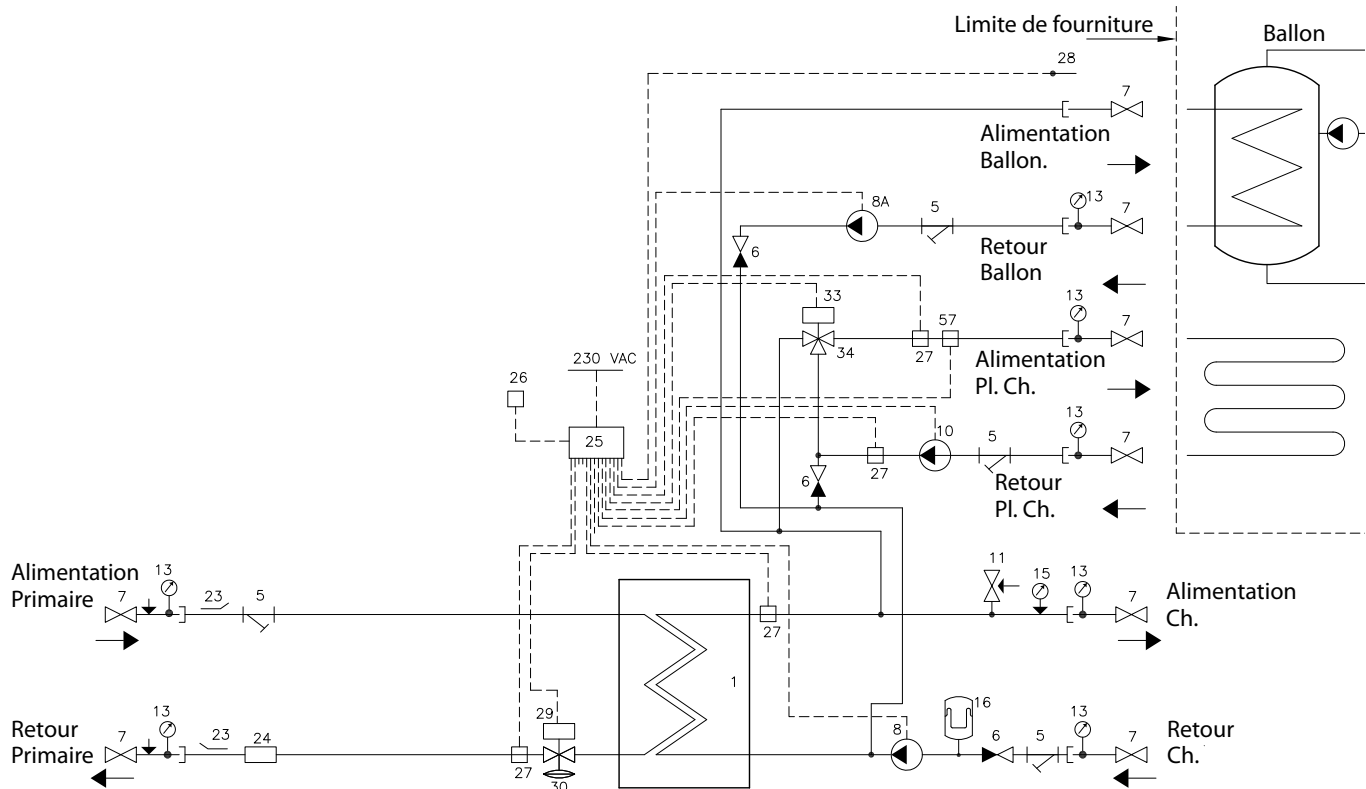 Limite de fourniture
Ballon
28
7
Alimentation
Ballon.
8A
5
13
7
6
Retour
Ballon
33
57
13
7
34
27
Alimentation
Pl. Ch.
230 VAC
26
25
10
5
13
7
27
6
Retour
Pl. Ch.
Alimentation
Primaire
7
13
23
5
27
11
15
13
7
Alimentation
Ch.
1
Retour
Primaire
7
13
23
24
27
29
30
8
16
6
5
13
7
Retour
Ch.